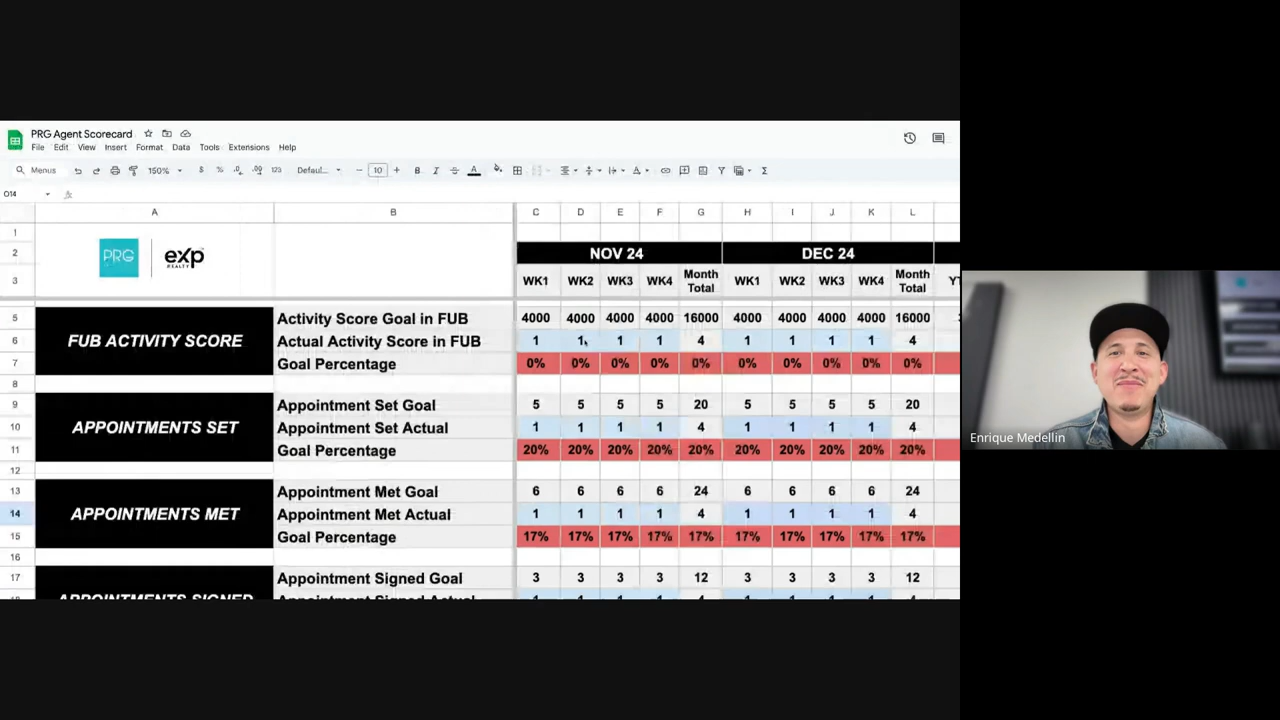 PRG Agent Scorecard
File Edit View Insert Format Data Tools Extensions Help
Menus 150% $ % .0 .00 123 Defaul... 10 B I A
O14
A B C D E F G H I J K L
1
PRG eXp REALTY
2 NOV 24 DEC 24
3 WK1 WK2 WK3 WK4 Month Total WK1 WK2 WK3 WK4 Month Total
5 Activity Score Goal in FUB 4000 4000 4000 4000 16000 4000 4000 4000 4000 16000
FUB ACTIVITY SCORE
6 Actual Activity Score in FUB 1 1 1 1 4 1 1 1 1 4
7 Goal Percentage 0% 0% 0% 0% 0% 0% 0% 0% 0% 0%
8
9 Appointment Set Goal 5 5 5 5 20 5 5 5 5 20
APPOINTMENTS SET
10 Appointment Set Actual 1 1 1 1 4 1 1 1 1 4
11 Goal Percentage 20% 20% 20% 20% 20% 20% 20% 20% 20% 20%
12
13 Appointment Met Goal 6 6 6 6 24 6 6 6 6 24
APPOINTMENTS MET
14 Appointment Met Actual 1 1 1 1 4 1 1 1 1 4
15 Goal Percentage 17% 17% 17% 17% 17% 17% 17% 17% 17% 17%
16
17 Appointment Signed Goal 3 3 3 3 12 3 3 3 3 12
APPOINTMENTS SIGNED
Appointment Signed Actual
Enrique Medellin